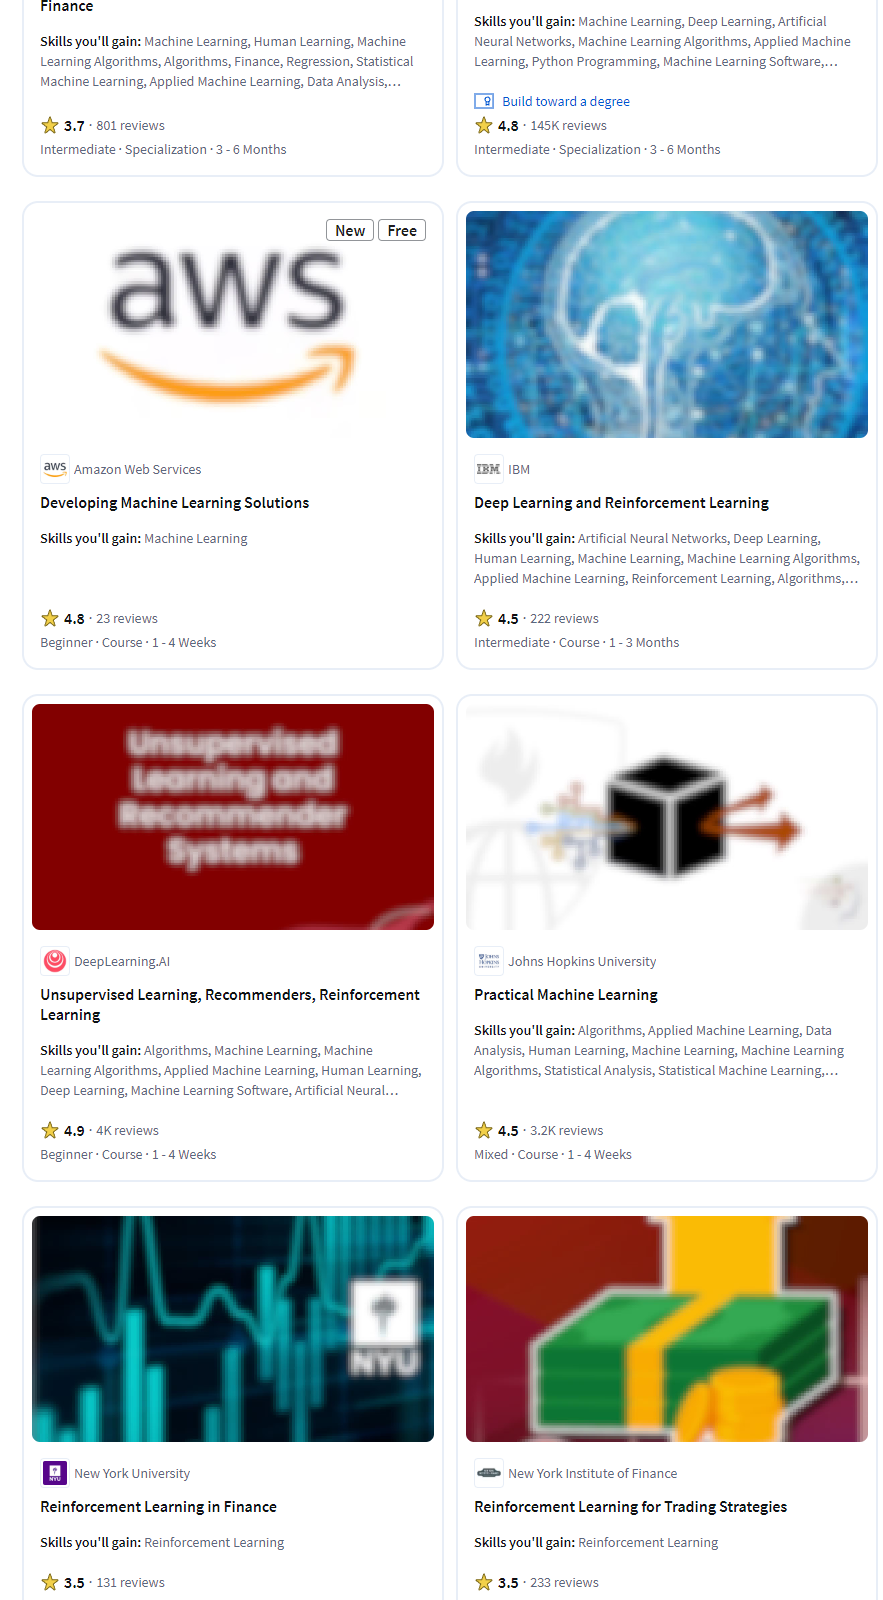 Finance
Skills you'll gain: Machine Learning, Human Learning, Machine
Learning Algorithms, Algorithms, Finance, Regression, Statistical
Machine Learning, Applied Machine Learning, Data Analysis,...
3.7 · 801 reviews
Intermediate · Specialization · 3 - 6 Months
Skills you'll gain: Machine Learning, Deep Learning, Artificial
Neural Networks, Machine Learning Algorithms, Applied Machine
Learning, Python Programming, Machine Learning Software,...
Build toward a degree
4.8 · 145K reviews
Intermediate · Specialization · 3 - 6 Months
New
Free
aws
aws
Amazon Web Services
Developing Machine Learning Solutions
Skills you'll gain: Machine Learning
4.8 · 23 reviews
Beginner · Course · 1 - 4 Weeks
IBM
IBM
Deep Learning and Reinforcement Learning
Skills you'll gain: Artificial Neural Networks, Deep Learning,
Human Learning, Machine Learning, Machine Learning Algorithms,
Applied Machine Learning, Reinforcement Learning, Algorithms,...
4.5 · 222 reviews
Intermediate · Course · 1 - 3 Months
Unsupervised
Learning and
Recommender
Systems
DeepLearning.AI
Unsupervised Learning, Recommenders, Reinforcement
Learning
Skills you'll gain: Algorithms, Machine Learning, Machine
Learning Algorithms, Applied Machine Learning, Human Learning,
Deep Learning, Machine Learning Software, Artificial Neural...
4.9 · 4K reviews
Beginner · Course · 1 - 4 Weeks
Johns Hopkins University
Practical Machine Learning
Skills you'll gain: Algorithms, Applied Machine Learning, Data
Analysis, Human Learning, Machine Learning, Machine Learning
Algorithms, Statistical Analysis, Statistical Machine Learning,...
4.5 · 3.2K reviews
Mixed · Course · 1 - 4 Weeks
NYU
NYU
New York University
Reinforcement Learning in Finance
Skills you'll gain: Reinforcement Learning
3.5 · 131 reviews
New York Institute of Finance
Reinforcement Learning for Trading Strategies
Skills you'll gain: Reinforcement Learning
3.5 · 233 reviews